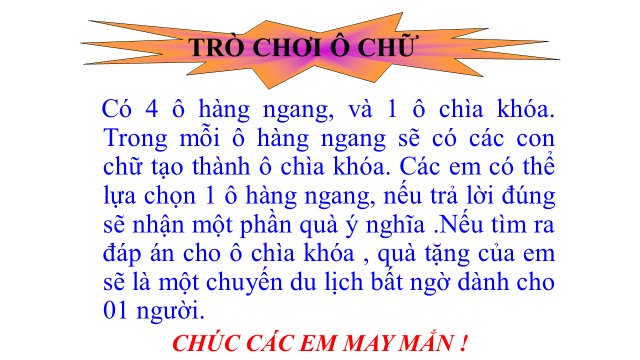 TRÒ CHƠI Ô CHỮ
Có 4 ô hàng ngang, và 1 ô chìa khóa.
Trong mỗi ô hàng ngang sẽ có các con
chữ tạo thành ô chìa khóa. Các em có thể
lựa chọn 1 ô hàng ngang, nếu trả lời đúng
sẽ nhận một phần quà ý nghĩa .Nếu tìm ra
đáp án cho ô chìa khóa , quà tặng của em
sẽ là một chuyến du lịch bất ngờ dành cho
01 người.
CHÚC CÁC EM MAY MẮN !